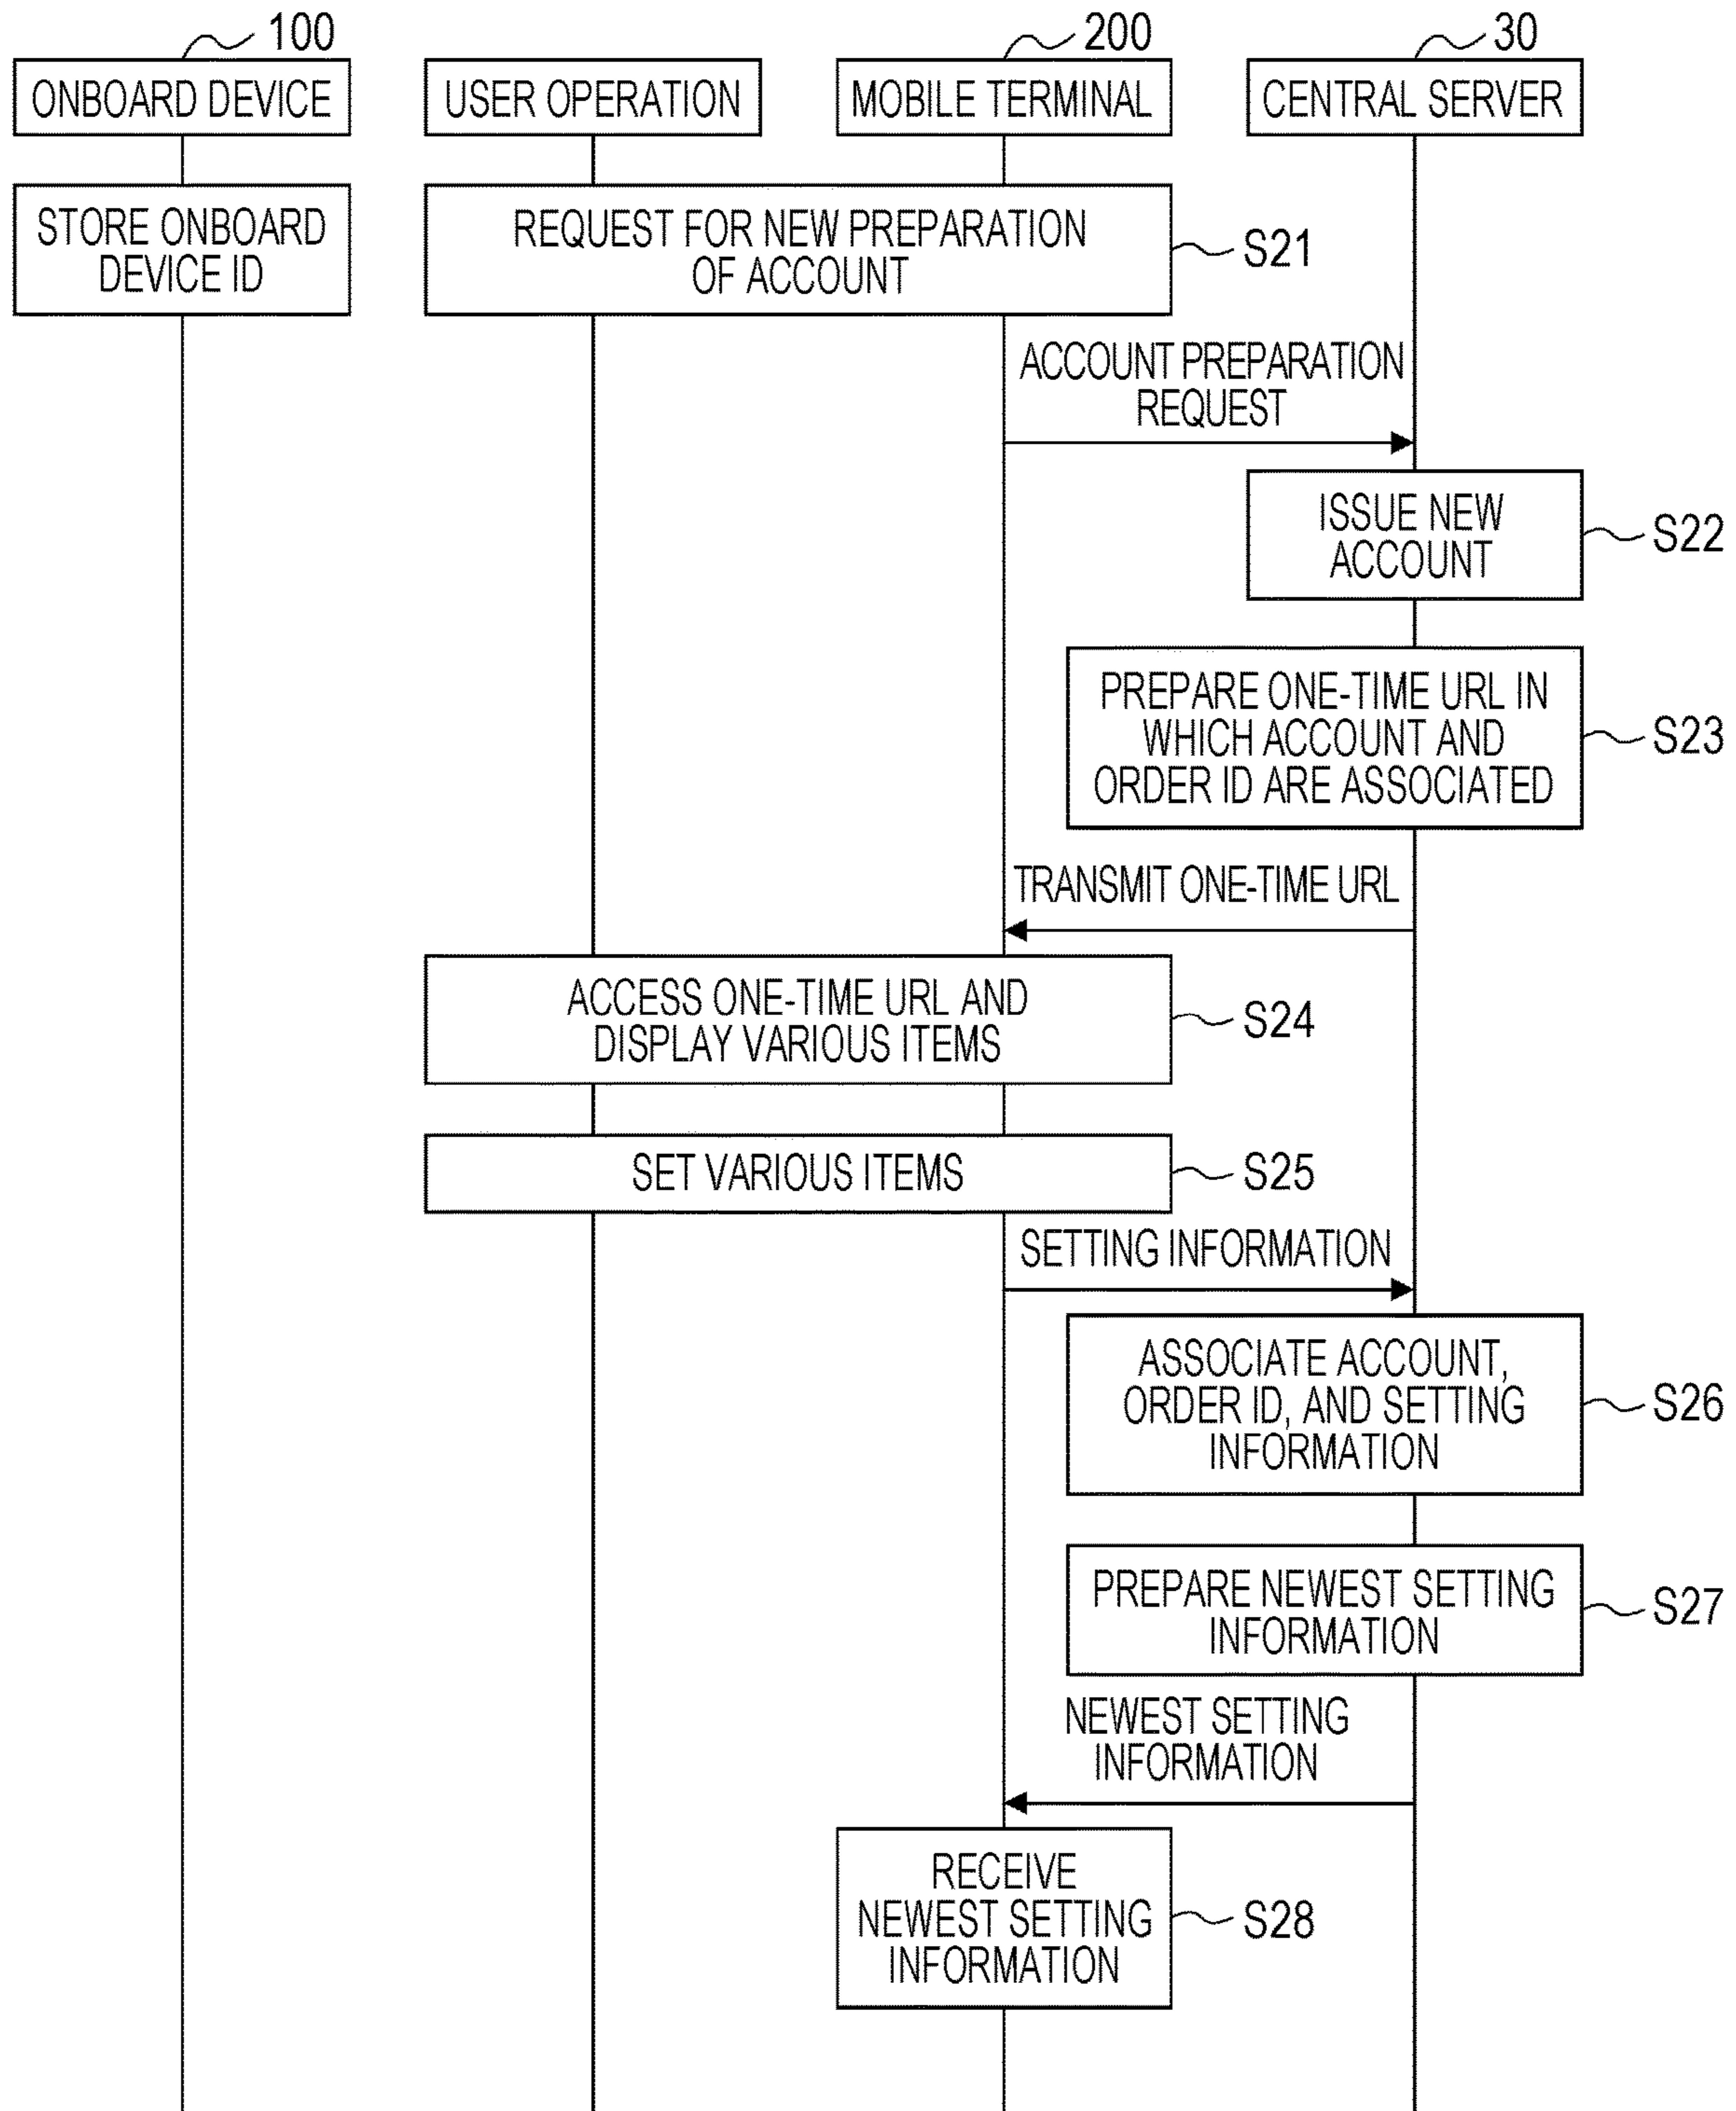 100
200
30
ONBOARD DEVICE
USER OPERATION
MOBILE TERMINAL
CENTRAL SERVER
STORE ONBOARD
DEVICE ID
REQUEST FOR NEW PREPARATION
OF ACCOUNT
S21
ACCOUNT PREPARATION
REQUEST
ISSUE NEW
ACCOUNT
S22
PREPARE ONE-TIME URL IN
WHICH ACCOUNT AND
ORDER ID ARE ASSOCIATED
S23
TRANSMIT ONE-TIME URL
ACCESS ONE-TIME URL AND
DISPLAY VARIOUS ITEMS
S24
SET VARIOUS ITEMS
S25
SETTING INFORMATION
ASSOCIATE ACCOUNT,
ORDER ID, AND SETTING
INFORMATION
S26
PREPARE NEWEST SETTING
INFORMATION
S27
NEWEST SETTING
INFORMATION
RECEIVE
NEWEST SETTING
INFORMATION
S28